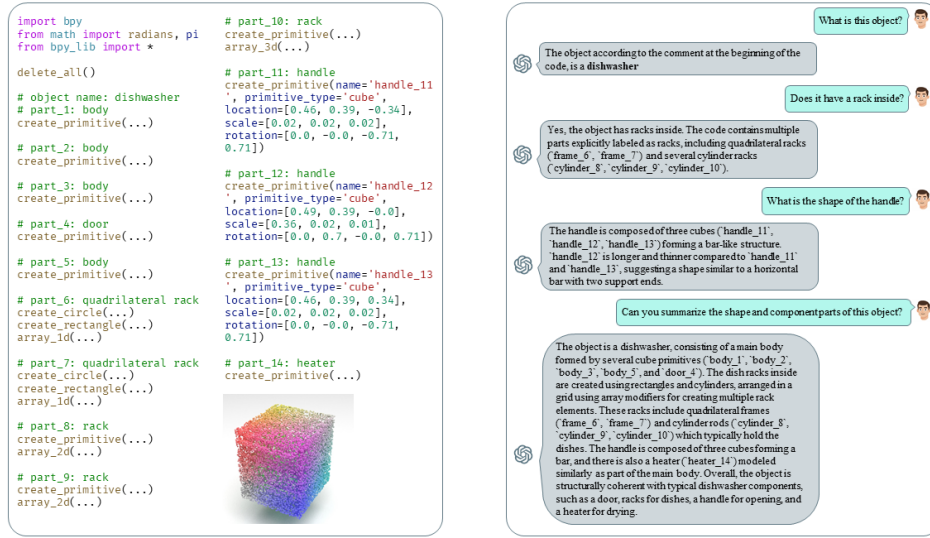 import bpy
from math import radians, pi
from bpy_lib import *
delete_all()
# object name: dishwasher
# part_1: body
create_primitive(...)
# part_2: body
create_primitive(...)
# part_3: body
create_primitive(...)
# part_4: door
create_primitive(...)
# part_5: body
create_primitive(...)
# part_6: quadrilateral rack
create_circle(...)
create_rectangle(...)
array_1d(...)
# part_7: quadrilateral rack
create_circle(...)
create_rectangle(...)
array_1d(...)
# part_8: rack
create_primitive(...)
array_2d(...)
# part_9: rack
create_primitive(...)
array_2d(...)
# part_10: rack
create_primitive(...)
array_3d(...)
# part_11: handle
create_primitive(name='handle_11
', primitive_type='cube',
location=[0.46, 0.39, -0.34],
scale=[0.02, 0.02, 0.02],
rotation=[0.0, -0.0, -0.71,
0.71])
# part_12: handle
create_primitive(name='handle_12
', primitive_type='cube',
location=[0.49, 0.39, -0.0],
scale=[0.36, 0.02, 0.01],
rotation=[0.0, 0.7, -0.0, 0.71])
# part_13: handle
create_primitive(name='handle_13
', primitive_type='cube',
location=[0.46, 0.39, 0.34],
scale=[0.02, 0.02, 0.02],
rotation=[0.0, -0.0, -0.71,
0.71])
# part_14: heater
create_primitive(...)
What is this object?
The object according to the comment at the beginning of the
code, is a dishwasher
Does it have a rack inside?
Yes, the object has racks inside. The code contains multiple
parts explicitly labeled as racks, including quadrilateral racks
(`frame_6`, `frame_7`) and several cylinder racks
(`cylinder_8`, `cylinder_9`, `cylinder_10`).
What is the shape of the handle?
The handle is composed of three cubes (`handle_11`,
`handle_12`, `handle_13`) forming a bar-like structure.
`handle_12` is longer and thinner compared to `handle_11`
and `handle_13`, suggesting a shape similar to a horizontal
bar with two support ends.
Can you summarize the shape and component parts of this object?
The object is a dishwasher, consisting of a main body
formed by several cube primitives (`body_1`, `body_2`,
`body_3`, `body_5`, and `door_4`). The dish racks inside
are created using rectangles and cylinders, arranged in a
grid using array modifiers for creating multiple rack
elements. These racks include quadrilateral frames
(`frame_6`, `frame_7`) and cylinder rods (`cylinder_8`,
`cylinder_9`, `cylinder_10`) which typically hold the
dishes. The handle is composed of three cubes forming a
bar, and there is also a heater (`heater_14`) modeled
similarly as part of the main body. Overall, the object is
structurally coherent with typical dishwasher components,
such as a door, racks for dishes, a handle for opening, and
a heater for drying.